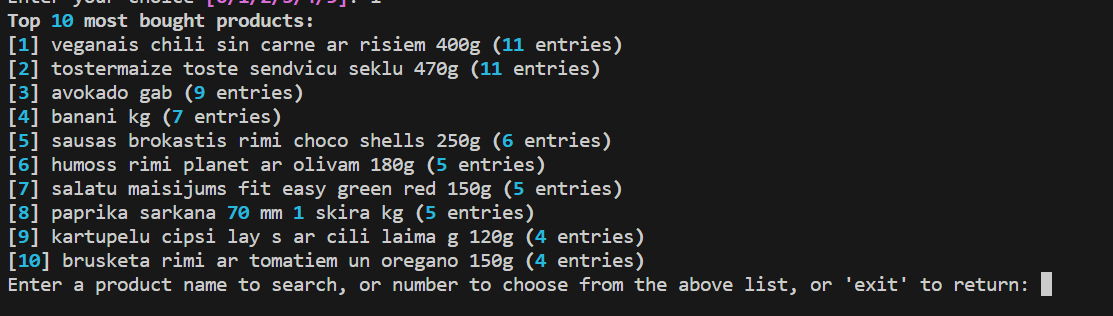 Enter your choice [0/1/2/3/4/5]: 1
Top 10 most bought products:
[1] veganais chili sin carne ar risiem 400g (11 entries)
[2] tostermaize toste sendvicu seklu 470g (11 entries)
[3] avokado gab (9 entries)
[4] banani kg (7 entries)
[5] sausas brokastis rimi choco shells 250g (6 entries)
[6] humoss rimi planet ar olivam 180g (5 entries)
[7] salatu maisijums fit easy green red 150g (5 entries)
[8] paprika sarkana 70 mm 1 skira kg (5 entries)
[9] kartupelu cipsi lay s ar cili laima g 120g (4 entries)
[10] brusketa rimi ar tomatiem un oregano 150g (4 entries)
Enter a product name to search, or number to choose from the above list, or 'exit' to return: